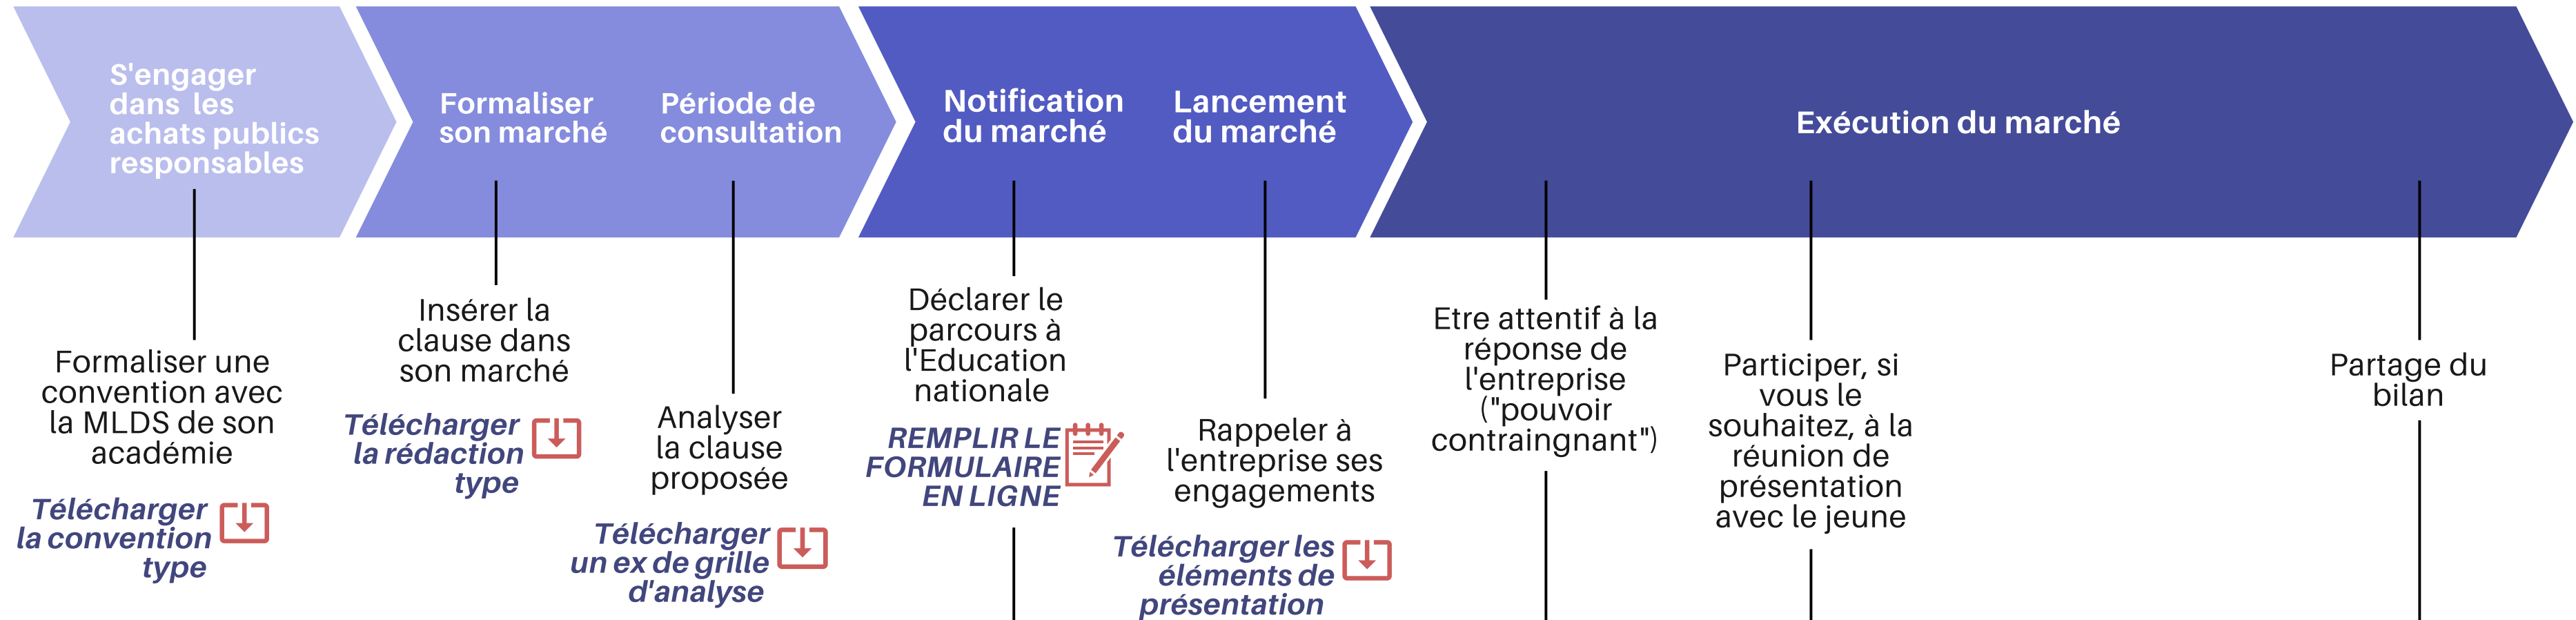 S'engager
dans les
achats publics
responsables
Formaliser
son marché
Période de
consultation
Notification
du marché
Lancement
du marché
Exécution du marché
Formaliser une
convention avec
la MLDS de son
académie
Télécharger
la convention
type
Insérer la
clause dans
son marché
Télécharger
la rédaction
type
Analyser
la clause
proposée
Télécharger
un ex de grille
d'analyse
Déclarer le
parcours à
l'Education
nationale
REMPLIR LE
FORMULAIRE
EN LIGNE
Rappeler à
l'entreprise ses
engagements
Télécharger les
éléments de
présentation
Etre attentif à la
réponse de
l'entreprise
("pouvoir
contraingnant")
Participer, si
vous le
souhaitez, à la
réunion de
présentation
avec le jeune
Partage du
bilan